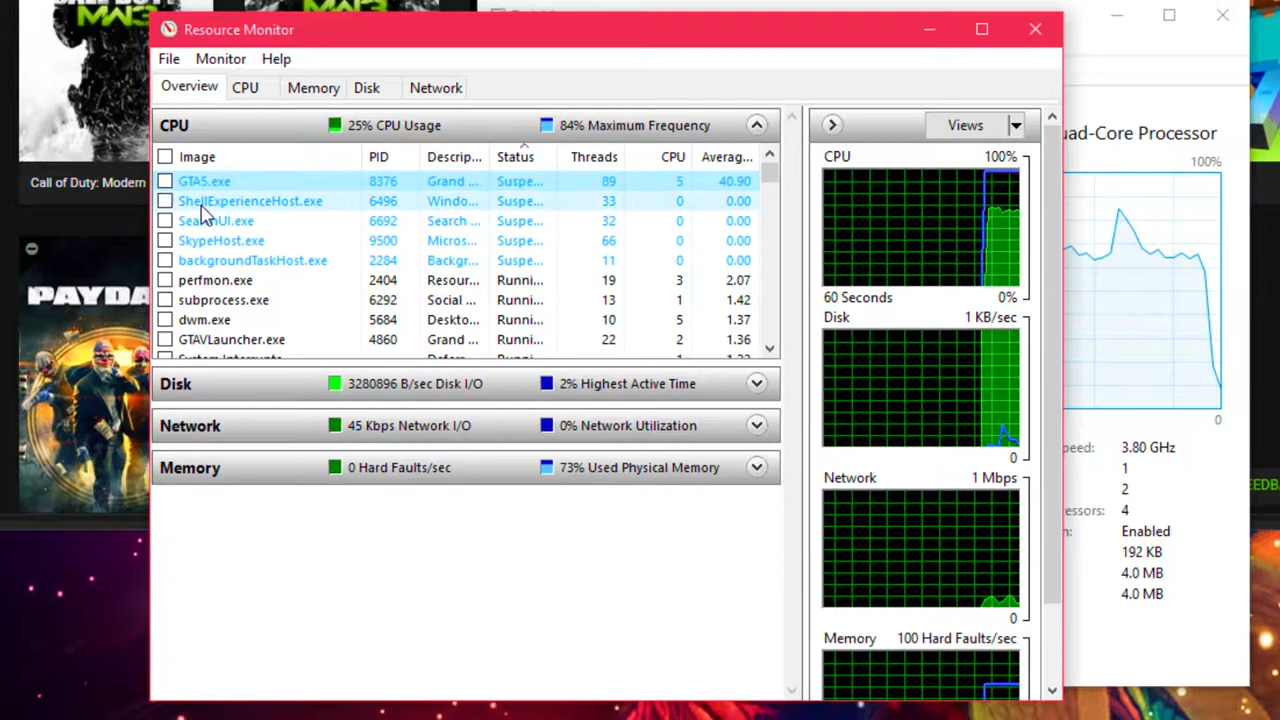 MW3
Resource Monitor
File Monitor Help
Overview CPU Memory Disk Network
CPU 25% CPU Usage 84% Maximum Frequency
Image PID Descrip... Status Threads CPU Averag...
GTA5.exe 8376 Grand ... Suspe... 89 5 40.90
ShellExperienceHost.exe 6496 Windo... Suspe... 33 0 0.00
SearchUI.exe 6692 Search ... Suspe... 32 0 0.00
SkypeHost.exe 9500 Micros... Suspe... 66 0 0.00
backgroundTaskHost.exe 2284 Backgr... Suspe... 11 0 0.00
perfmon.exe 2404 Resour... Runni... 19 3 2.07
subprocess.exe 6292 Social ... Runni... 13 1 1.42
dwm.exe 5684 Deskto... Runni... 10 5 1.37
GTAVLauncher.exe 4860 Grand ... Runni... 22 2 1.36
Disk 3280896 B/sec Disk I/O 2% Highest Active Time
Network 45 Kbps Network I/O 0% Network Utilization
Memory 0 Hard Faults/sec 73% Used Physical Memory
Views
CPU 100%
60 Seconds 0%
Disk 1 KB/sec
0
Network 1 Mbps
0
Memory 100 Hard Faults/sec
Call of Duty: Modern
PAYDA
uad-Core Processor
100%
0
peed: 3.80 GHz
1
2
essors: 4
n: Enabled
192 KB
4.0 MB
4.0 MB
EEDB